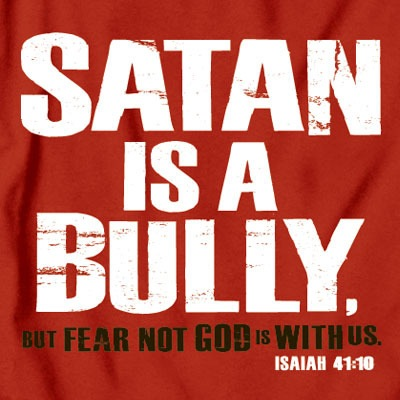 SATAN
IS A
BULLY,
BUT FEAR NOT GOD IS WITH US.
ISAIAH 41:10